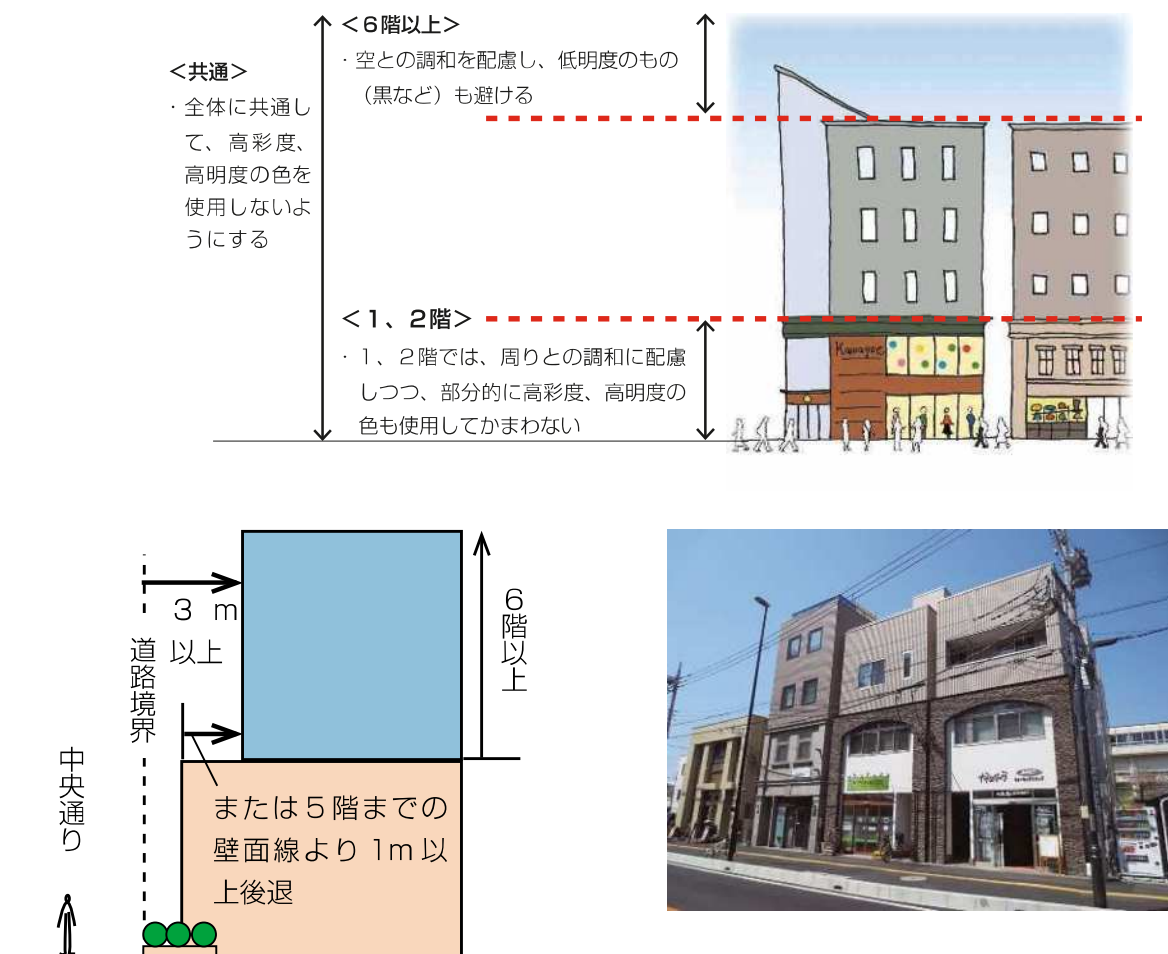 ＜共通＞
・全体に共通し
て、高彩度、
高明度の色を
使用しないよ
うにする
＜６階以上＞
・空との調和を配慮し、低明度のもの
（黒など）も避ける
＜１、２階＞
・１、２階では、周りとの調和に配慮
しつつ、部分的に高彩度、高明度の
色も使用してかまわない
Kawagoe
３ m
以上
道路境界
6階以上
中央通り
または５階までの
壁面線より 1m 以
上後退